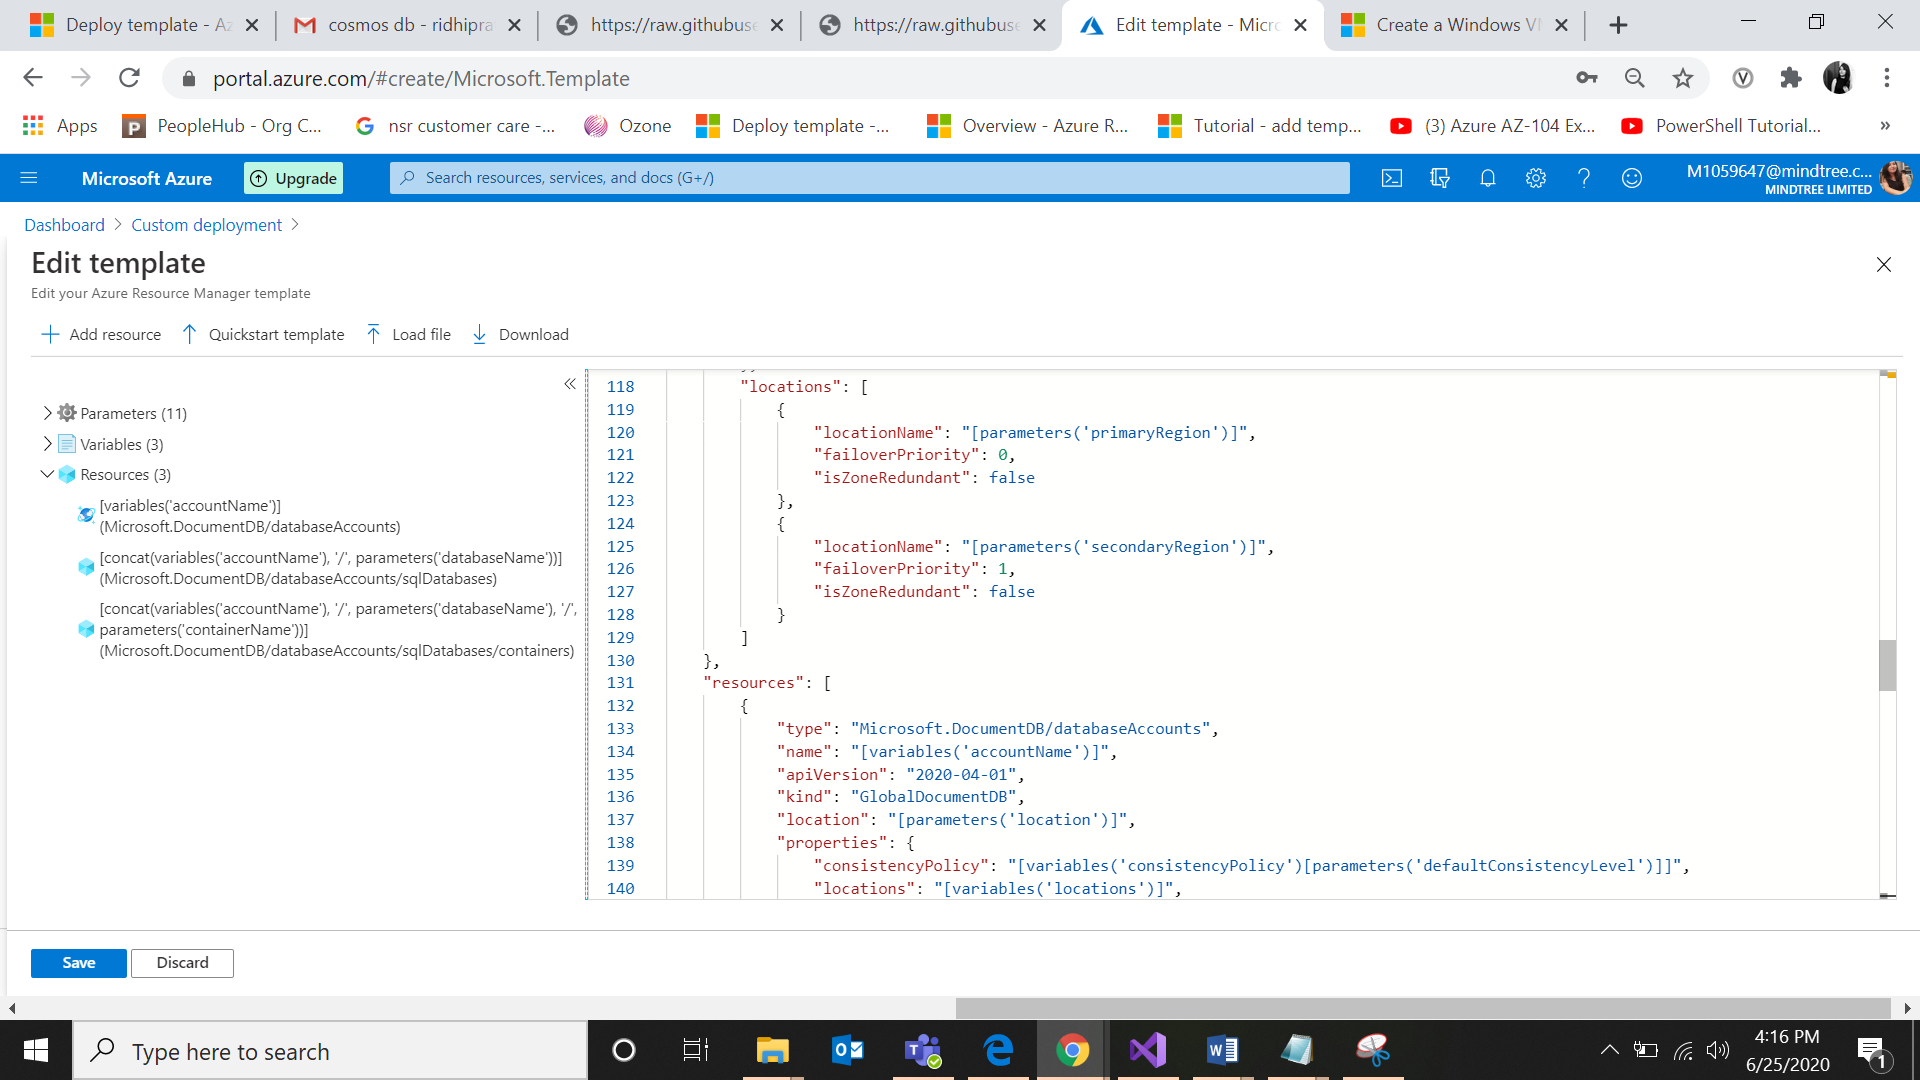 Deploy template - Az
cosmos db - ridhipra
https://raw.githubuse
https://raw.githubuse
Edit template - Micro
Create a Windows VM
portal.azure.com/#create/Microsoft.Template
Apps
PeopleHub - Org C...
nsr customer care -...
Ozone
Deploy template -...
Overview - Azure R...
Tutorial - add temp...
(3) Azure AZ-104 Ex...
PowerShell Tutorial...
»
Microsoft Azure
Upgrade
Search resources, services, and docs (G+/)
M1059647@mindtree.c...
MINDTREE LIMITED
Dashboard > Custom deployment >
Edit template
Edit your Azure Resource Manager template
Add resource
Quickstart template
Load file
Download
Parameters (11)
Variables (3)
Resources (3)
[variables('accountName')]
(Microsoft.DocumentDB/databaseAccounts)
[concat(variables('accountName'), '/', parameters('databaseName'))]
(Microsoft.DocumentDB/databaseAccounts/sqlDatabases)
[concat(variables('accountName'), '/', parameters('databaseName'), '/',
parameters('containerName'))]
(Microsoft.DocumentDB/databaseAccounts/sqlDatabases/containers)
118 "locations": [
119 {
120 "locationName": "[parameters('primaryRegion')]",
121 "failoverPriority": 0,
122 "isZoneRedundant": false
123 },
124 {
125 "locationName": "[parameters('secondaryRegion')]",
126 "failoverPriority": 1,
127 "isZoneRedundant": false
128 }
129 ]
130 },
131 "resources": [
132 {
133 "type": "Microsoft.DocumentDB/databaseAccounts",
134 "name": "[variables('accountName')]",
135 "apiVersion": "2020-04-01",
136 "kind": "GlobalDocumentDB",
137 "location": "[parameters('location')]",
138 "properties": {
139 "consistencyPolicy": "[variables('consistencyPolicy')[parameters('defaultConsistencyLevel')]]",
140 "locations": "[variables('locations')]",
Save
Discard
Type here to search
4:16 PM
6/25/2020
1